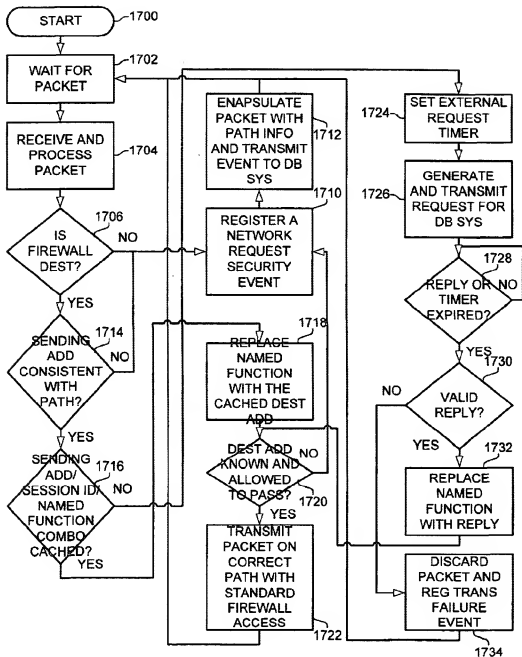 START
1700
WAIT FOR
PACKET
1702
RECEIVE AND
PROCESS
PACKET
1704
IS
FIREWALL
DEST?
1706
NO
YES
SENDING
ADD
CONSISTENT
WITH
PATH?
1714
NO
YES
SENDING
ADD/
SESSION ID/
NAMED
FUNCTION
COMBO
CACHED?
1716
NO
YES
ENAPSULATE
PACKET WITH
PATH INFO
AND TRANSMIT
EVENT TO DB
SYS
1712
REGISTER A
NETWORK
REQUEST
SECURITY
EVENT
1710
REPLACE
NAMED
FUNCTION
WITH THE
CACHED DEST
ADD
1718
DEST ADD
KNOWN AND
ALLOWED
TO PASS?
1720
NO
YES
TRANSMIT
PACKET ON
CORRECT
PATH WITH
STANDARD
FIREWALL
ACCESS
1722
SET EXTERNAL
REQUEST
TIMER
1724
GENERATE
AND TRANSMIT
REQUEST FOR
DB SYS
1726
REPLY OR
TIMER
EXPIRED?
1728
NO
YES
VALID
REPLY?
1730
NO
YES
REPLACE
NAMED
FUNCTION
WITH REPLY
1732
DISCARD
PACKET AND
REG TRANS
FAILURE
EVENT
1734